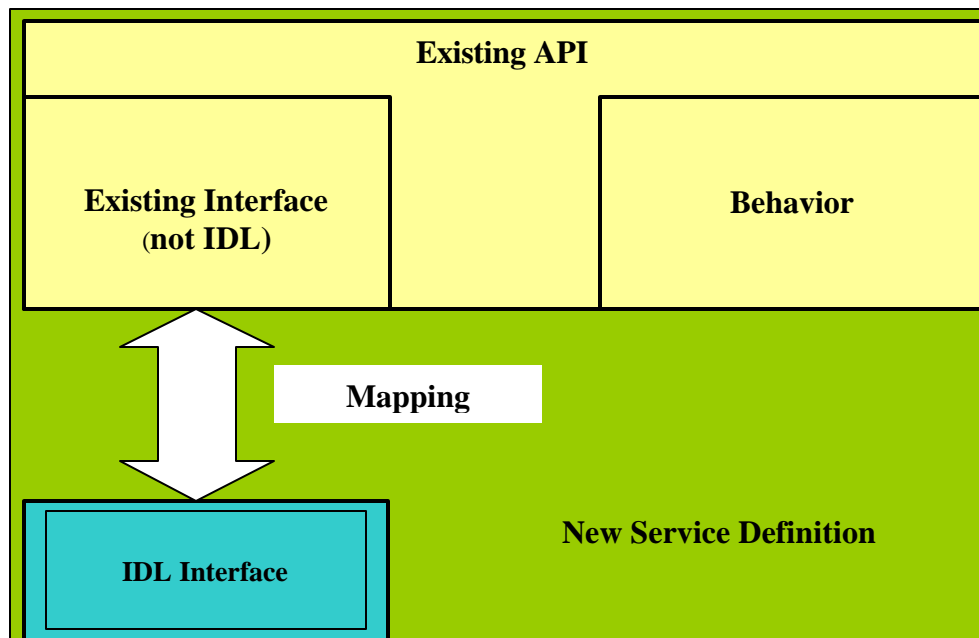 Existing API
Existing Interface
(not IDL)
Behavior
Mapping
New Service Definition
IDL Interface